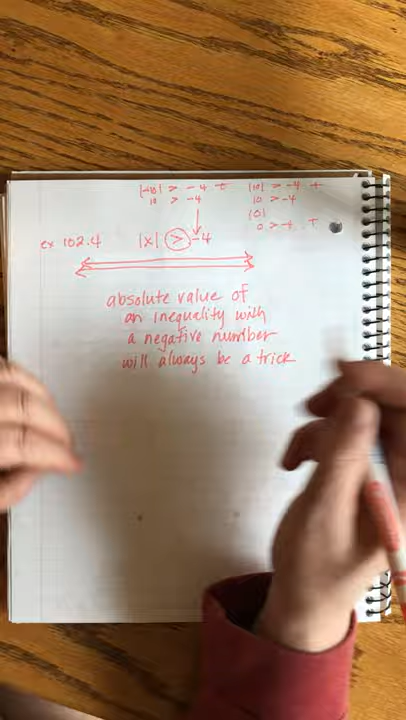 |-10| > -4 +
10 > -4
|10| > -4 +
10 > -4
|0|
0 > -4 +
ex 102.4 |x| > -4
absolute value of
an inequality with
a negative number
will always be a trick